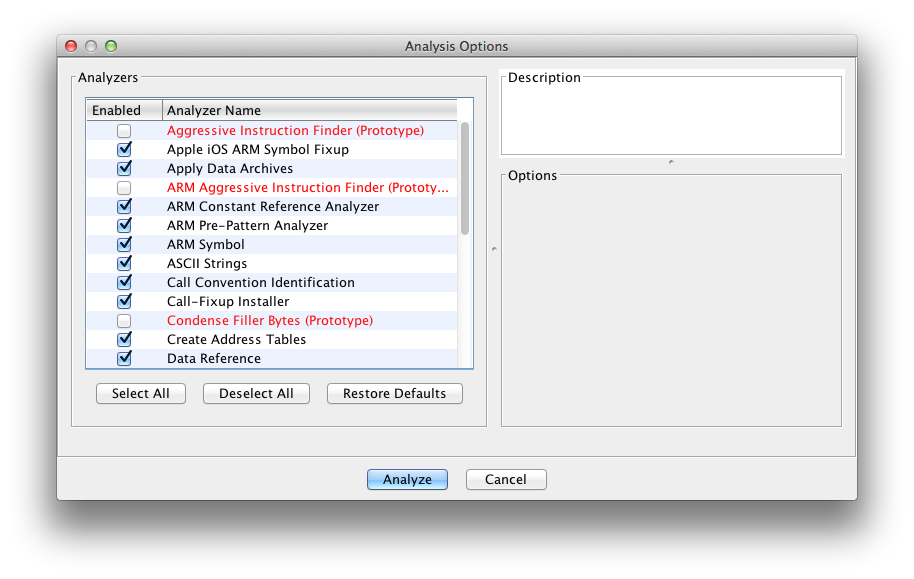 Analysis Options
Analyzers
Enabled Analyzer Name
Aggressive Instruction Finder (Prototype)
Apple iOS ARM Symbol Fixup
Apply Data Archives
ARM Aggressive Instruction Finder (Prototy...
ARM Constant Reference Analyzer
ARM Pre-Pattern Analyzer
ARM Symbol
ASCII Strings
Call Convention Identification
Call-Fixup Installer
Condense Filler Bytes (Prototype)
Create Address Tables
Data Reference
Select All Deselect All Restore Defaults
Description
Options
Analyze Cancel